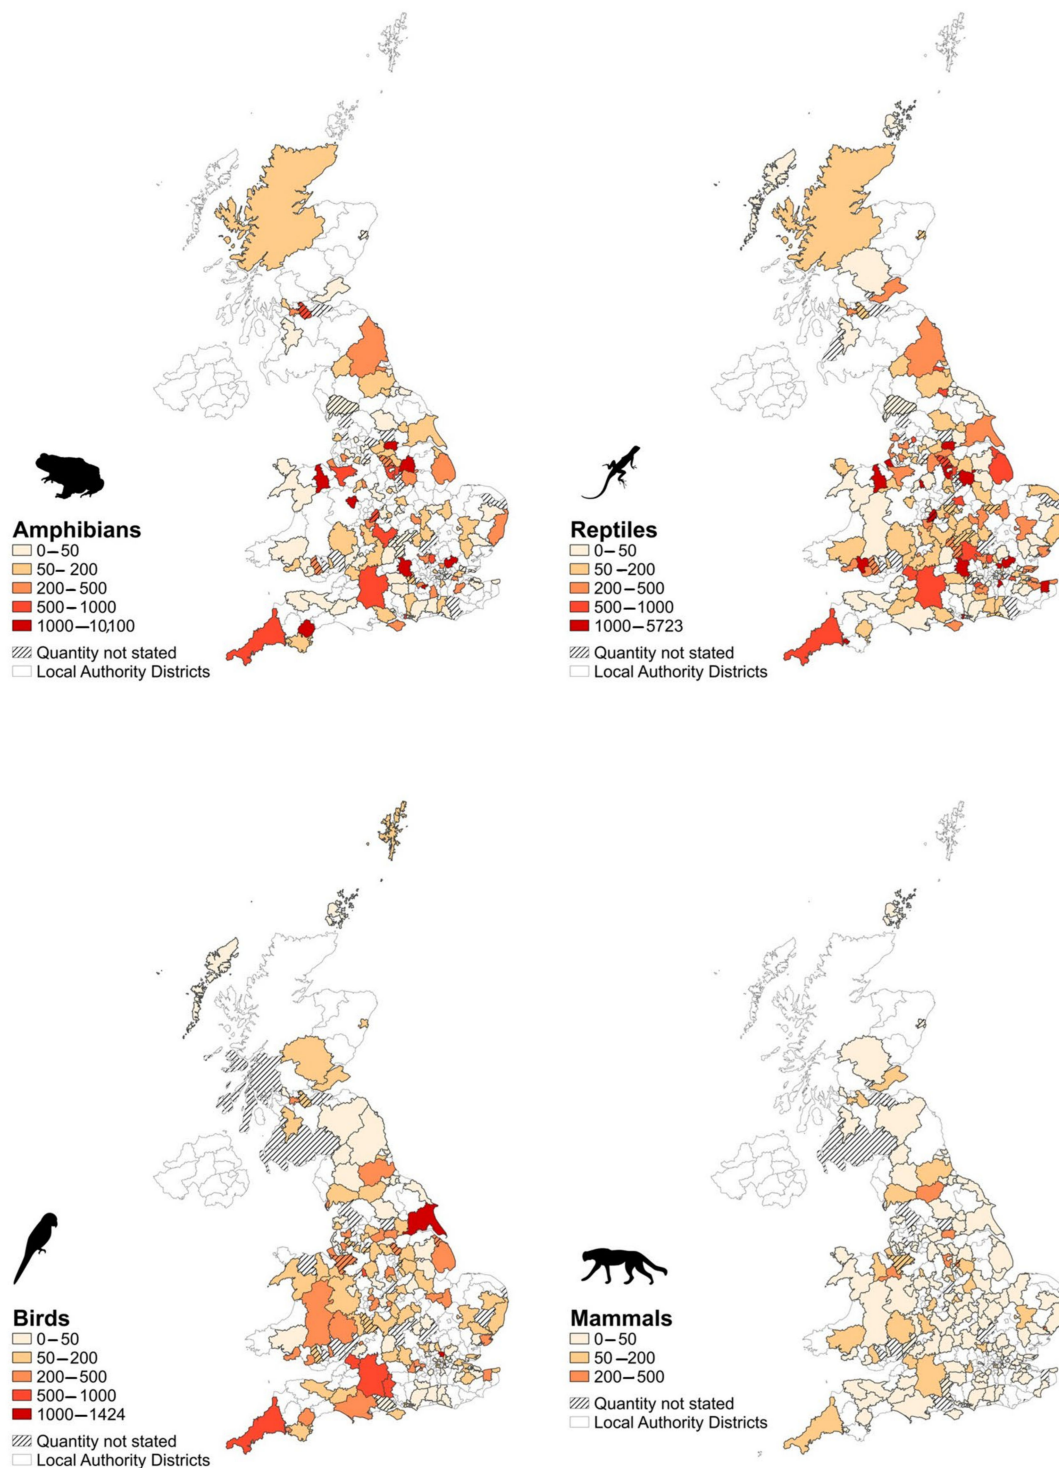 Amphibians
0–50
50–200
200–500
500–1000
1000–10,100
Quantity not stated
Local Authority Districts
Reptiles
0–50
50–200
200–500
500–1000
1000–5723
Quantity not stated
Local Authority Districts
Birds
0–50
50–200
200–500
500–1000
1000–1424
Quantity not stated
Local Authority Districts
Mammals
0–50
50–200
200–500
Quantity not stated
Local Authority Districts